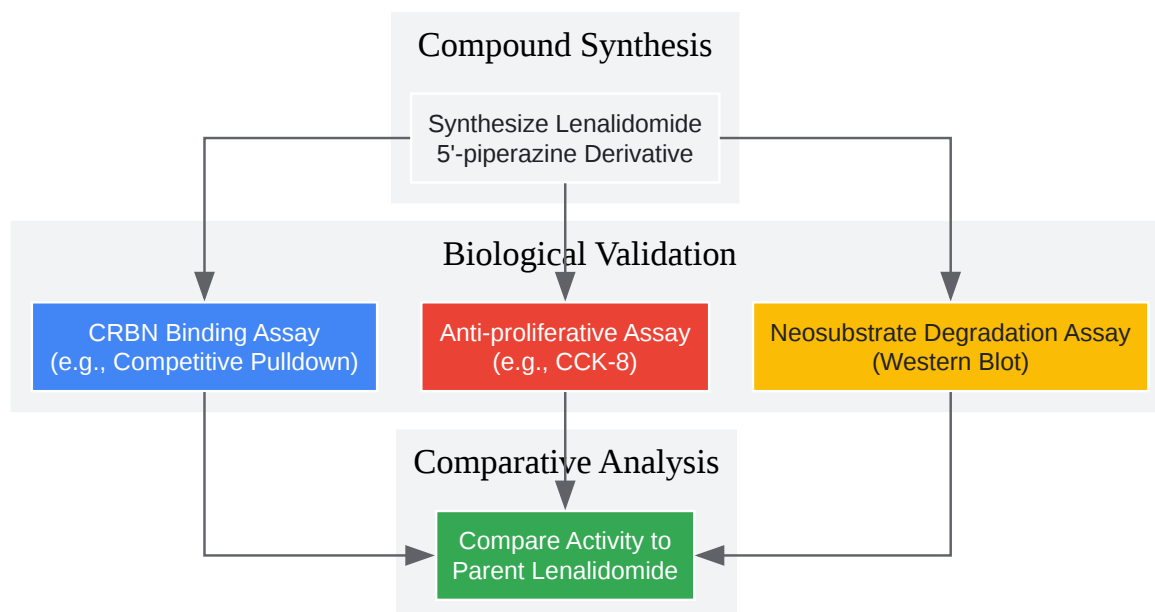 Compound Synthesis
Synthesize Lenalidomide
5'-piperazine Derivative
Biological Validation
CRBN Binding Assay
(e.g., Competitive Pulldown)
Anti-proliferative Assay
(e.g., CCK-8)
Neosubstrate Degradation Assay
(Western Blot)
Comparative Analysis
Compare Activity to
Parent Lenalidomide